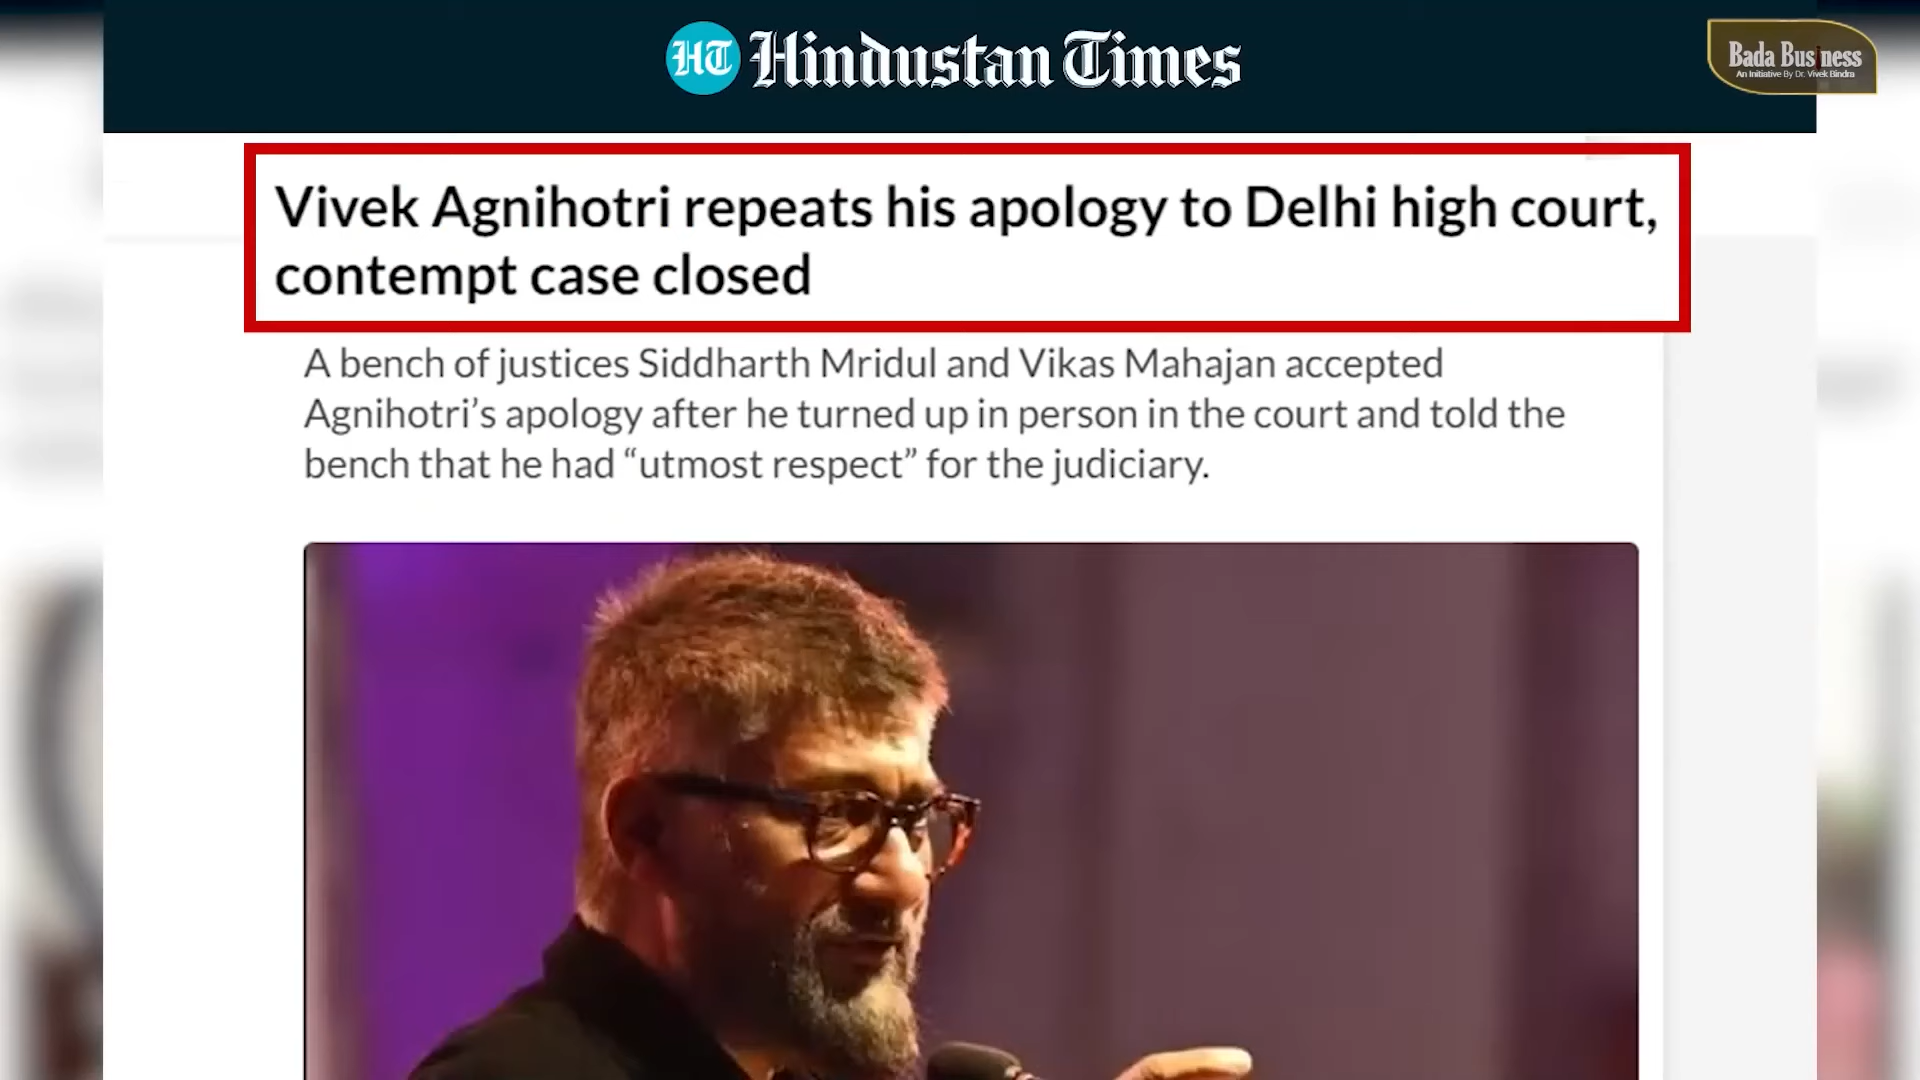 HT Hindustan Times
Bada Business
An Initiative By Dr. Vivek Bindra
Vivek Agnihotri repeats his apology to Delhi high court,
contempt case closed
A bench of justices Siddharth Mridul and Vikas Mahajan accepted
Agnihotri’s apology after he turned up in person in the court and told the
bench that he had “utmost respect” for the judiciary.